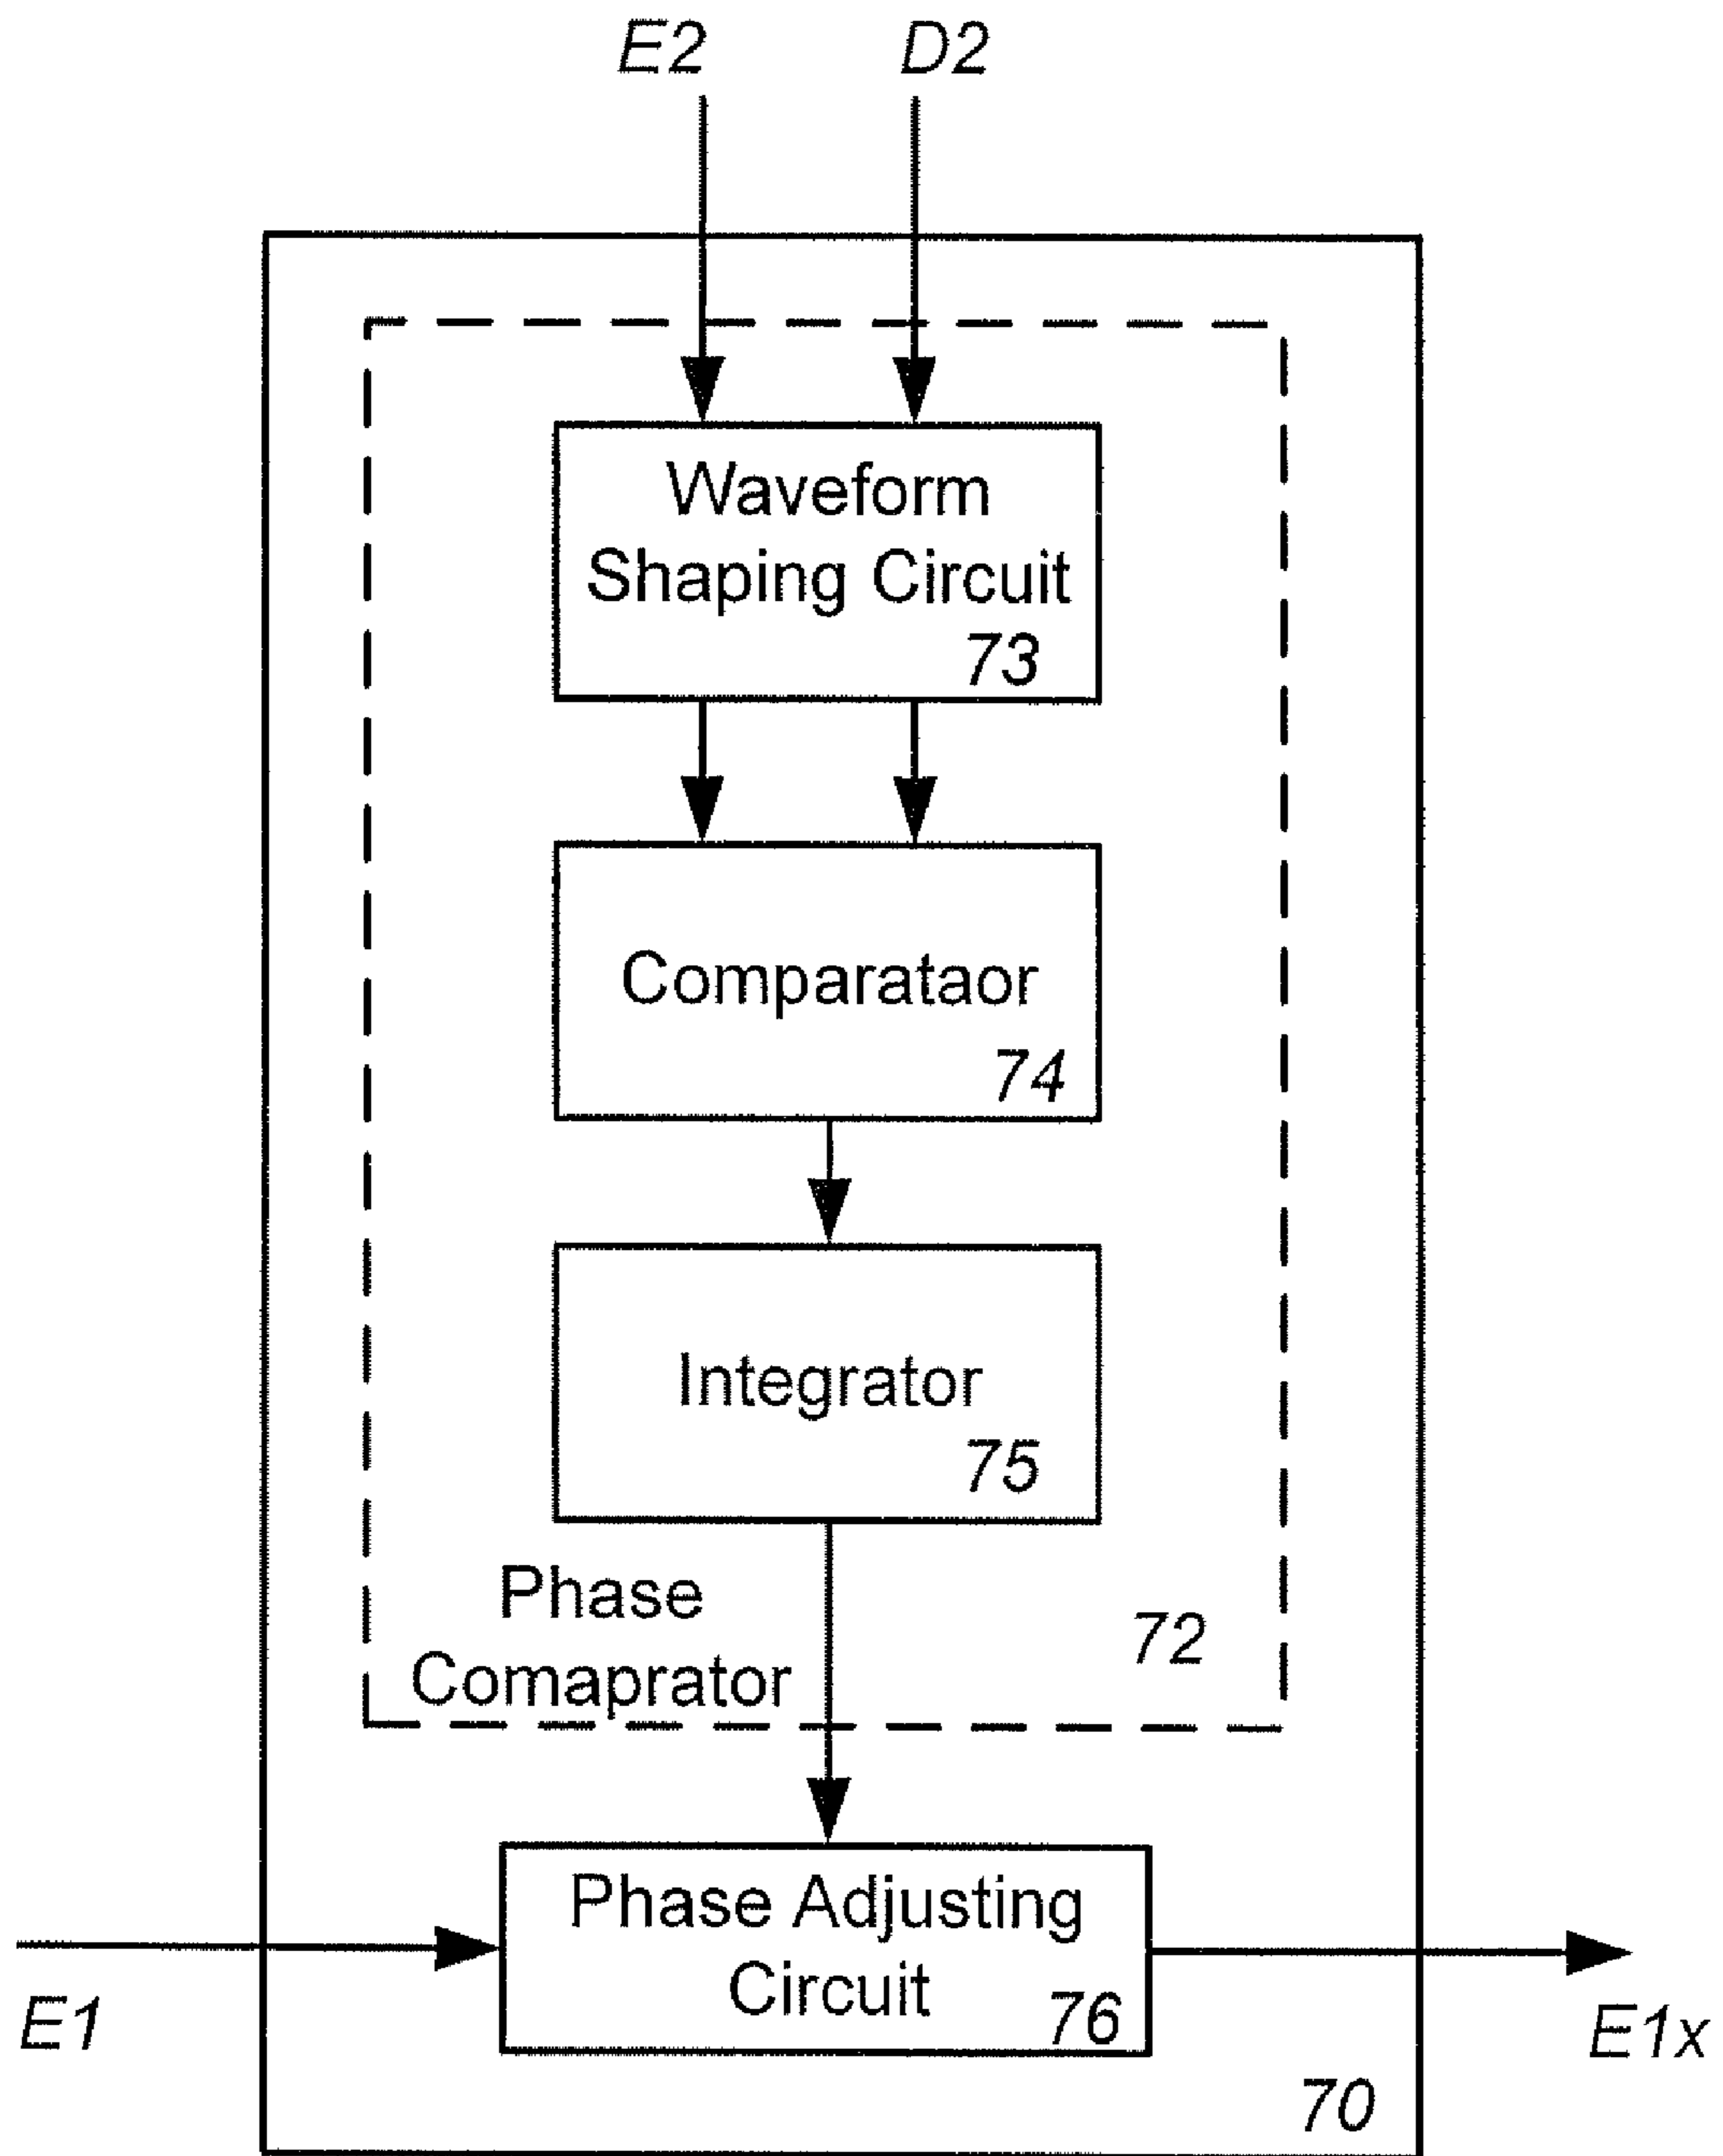 E2 D2
Waveform
Shaping Circuit
73
Comparataor
74
Integrator
75
Phase
Comaprator
72
Phase Adjusting
Circuit
76
E1
E1x
70